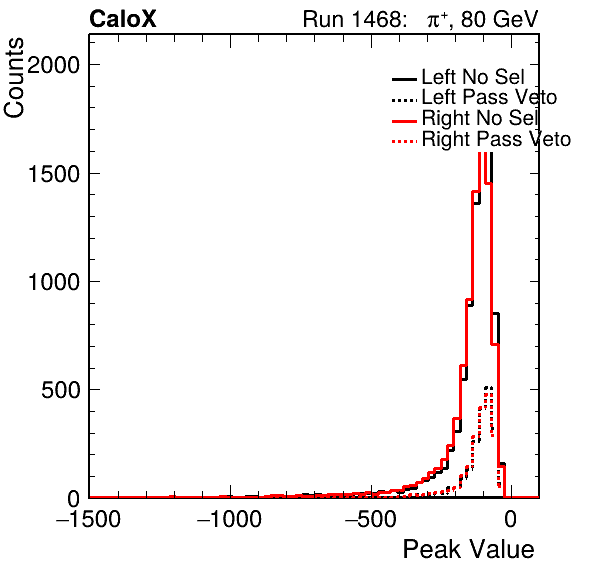 CaloX Run 1468: π⁺, 80 GeV
Counts
2000
1500
1000
500
0
Left No Sel
Left Pass Veto
Right No Sel
Right Pass Veto
−1500 −1000 −500 0
Peak Value